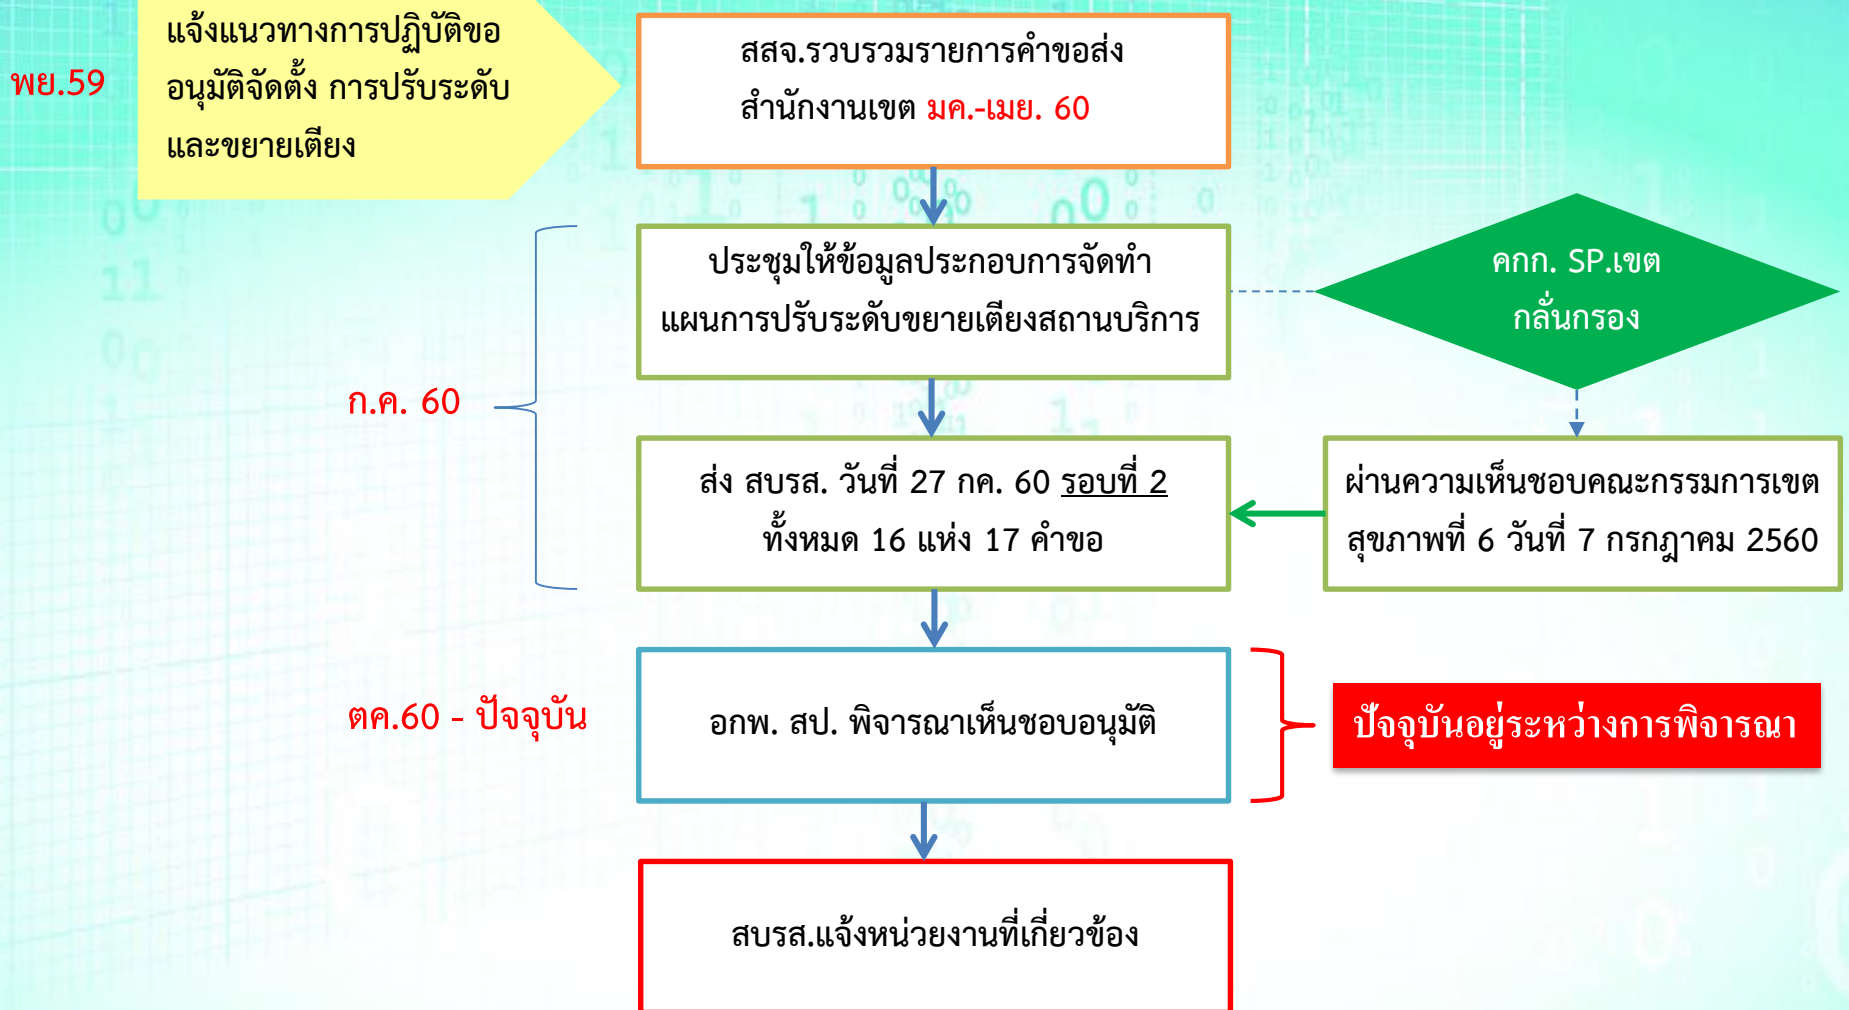 พย.59
แจ้งแนวทางการปฏิบัติขอ
อนุมัติจัดตั้ง การปรับระดับ
และขยายเตียง
สสจ.รวบรวมรายการคำขอส่ง
สำนักงานเขต มค.-เมย. 60
ประชุมให้ข้อมูลประกอบการจัดทำ
แผนการปรับระดับขยายเตียงสถานบริการ
คกก. SP.เขต
กลั่นกรอง
ก.ค. 60
ส่ง สบรส. วันที่ 27 กค. 60 รอบที่ 2
ทั้งหมด 16 แห่ง 17 คำขอ
ผ่านความเห็นชอบคณะกรรมการเขต
สุขภาพที่ 6 วันที่ 7 กรกฎาคม 2560
ตค.60 - ปัจจุบัน
อกพ. สป. พิจารณาเห็นชอบอนุมัติ
ปัจจุบันอยู่ระหว่างการพิจารณา
สบรส.แจ้งหน่วยงานที่เกี่ยวข้อง